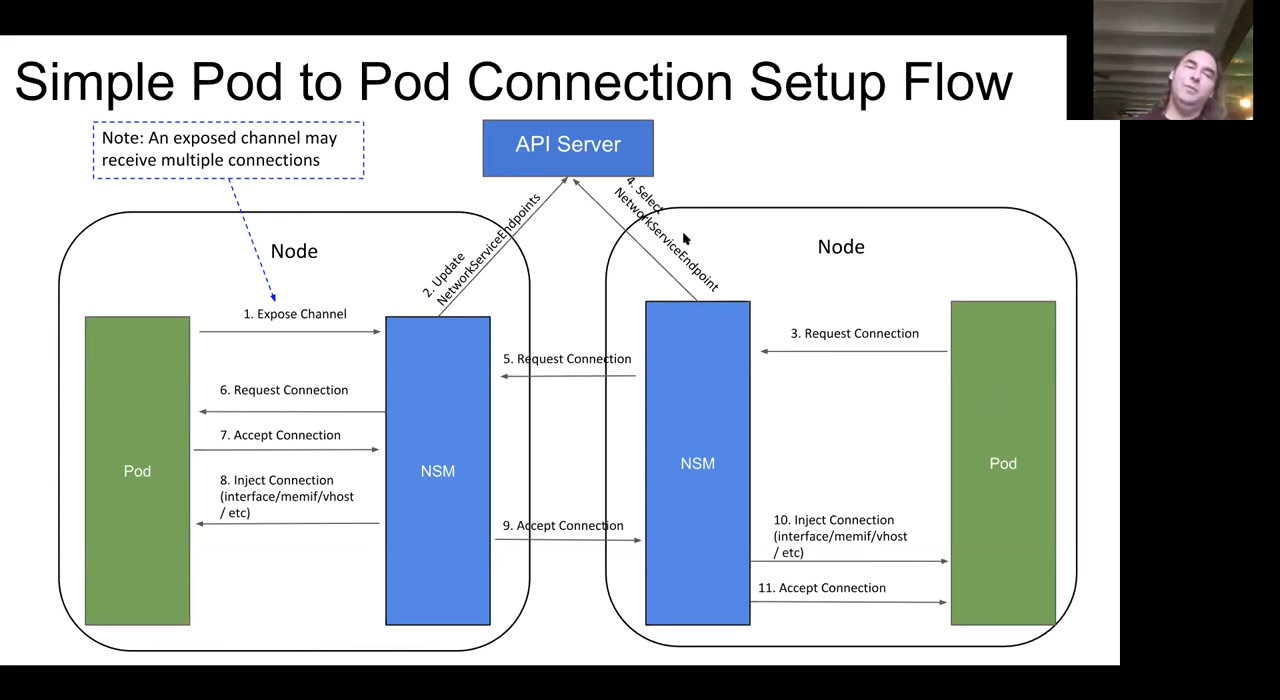 Simple Pod to Pod Connection Setup Flow
Note: An exposed channel may
receive multiple connections
API Server
Node
Node
2. Update
NetworkServiceEndpoints
4. Select
NetworkServiceEndpoint
1. Expose Channel
3. Request Connection
5. Request Connection
6. Request Connection
7. Accept Connection
Pod
NSM
NSM
Pod
8. Inject Connection
(interface/memif/vhost
/ etc)
9. Accept Connection
10. Inject Connection
(interface/memif/vhost
/ etc)
11. Accept Connection